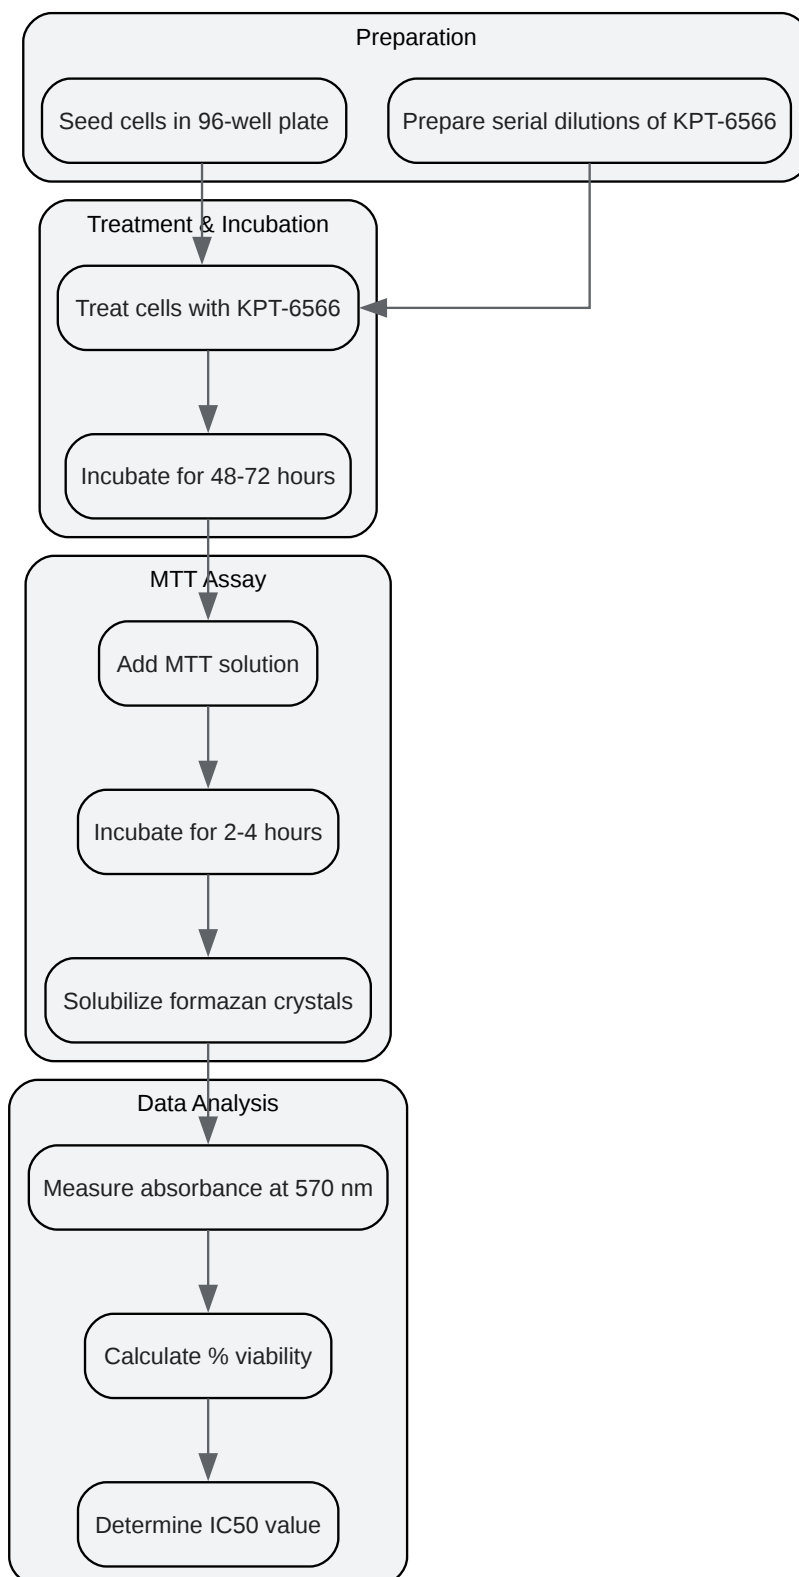 Preparation
Seed cells in 96-well plate
Prepare serial dilutions of KPT-6566
Treatment & Incubation
Treat cells with KPT-6566
Incubate for 48-72 hours
MTT Assay
Add MTT solution
Incubate for 2-4 hours
Solubilize formazan crystals
Data Analysis
Measure absorbance at 570 nm
Calculate % viability
Determine IC50 value